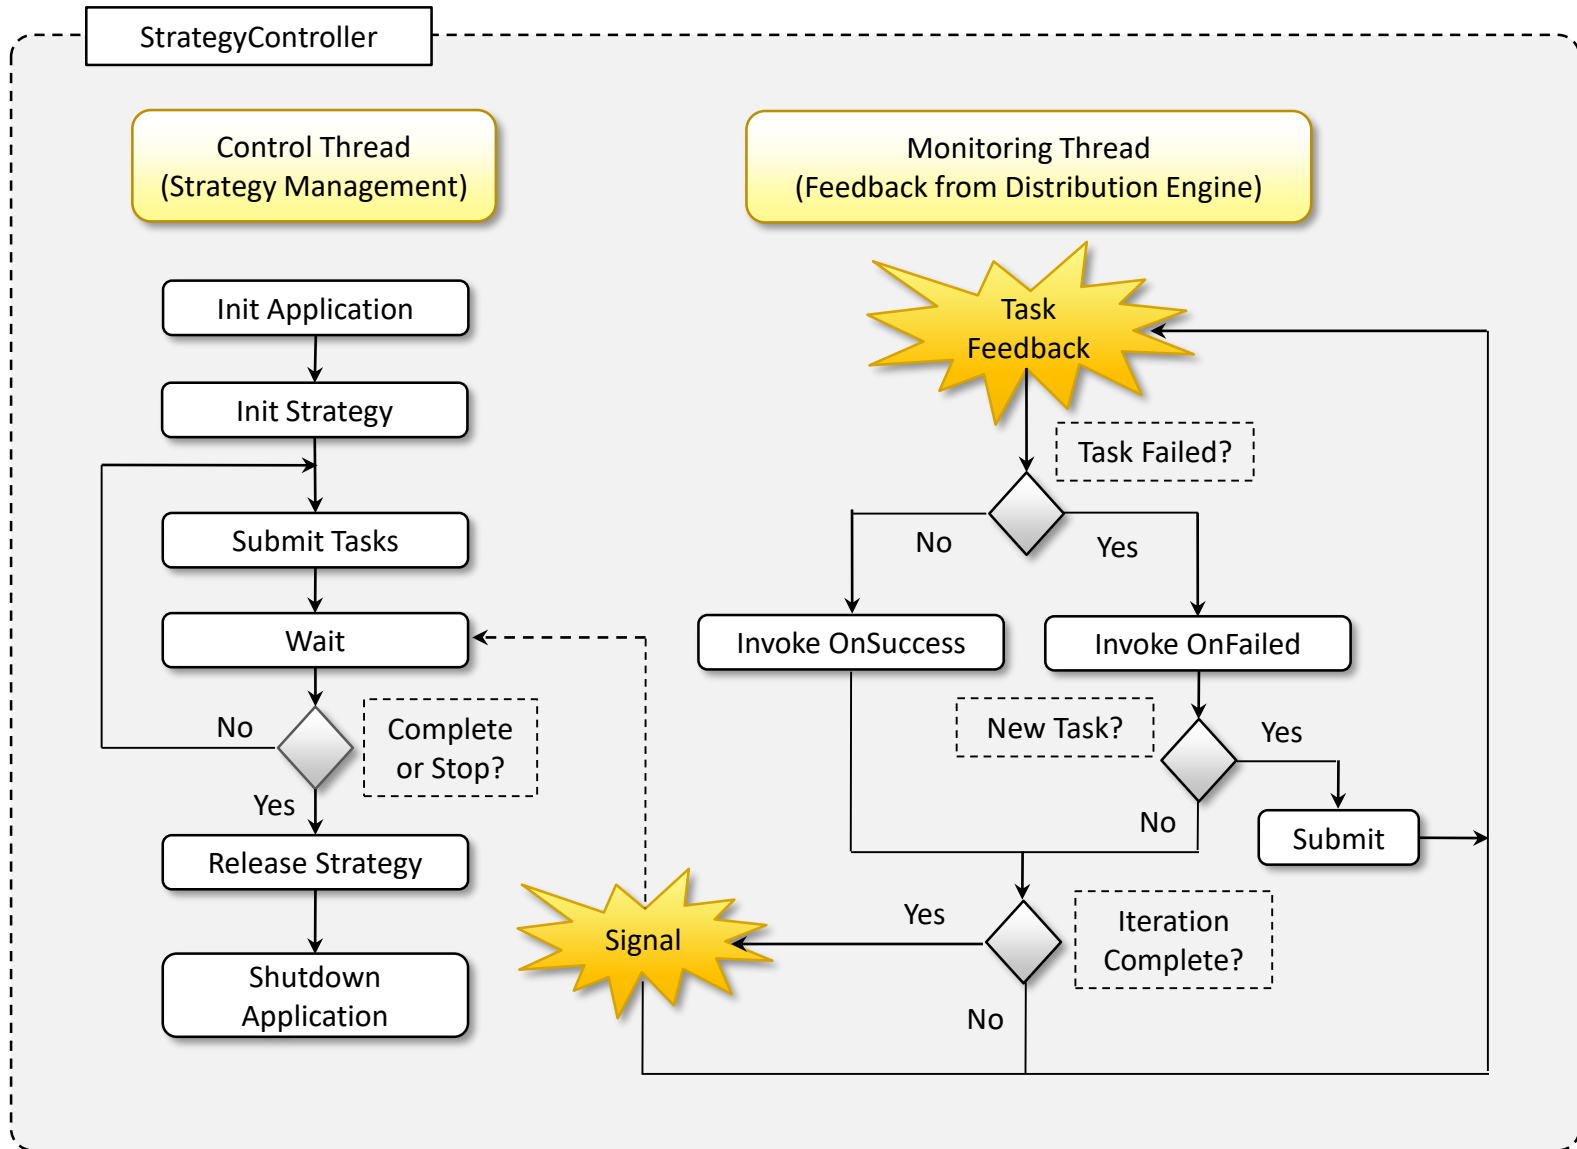 StrategyController
Control Thread
(Strategy Management)
Init Application
Init Strategy
Submit Tasks
Wait
No
Complete
or Stop?
Yes
Release Strategy
Shutdown
Application
Monitoring Thread
(Feedback from Distribution Engine)
Task
Feedback
Task Failed?
No
Yes
Invoke OnSuccess
Invoke OnFailed
New Task?
Yes
No
Submit
Yes
Iteration
Complete?
Signal
No